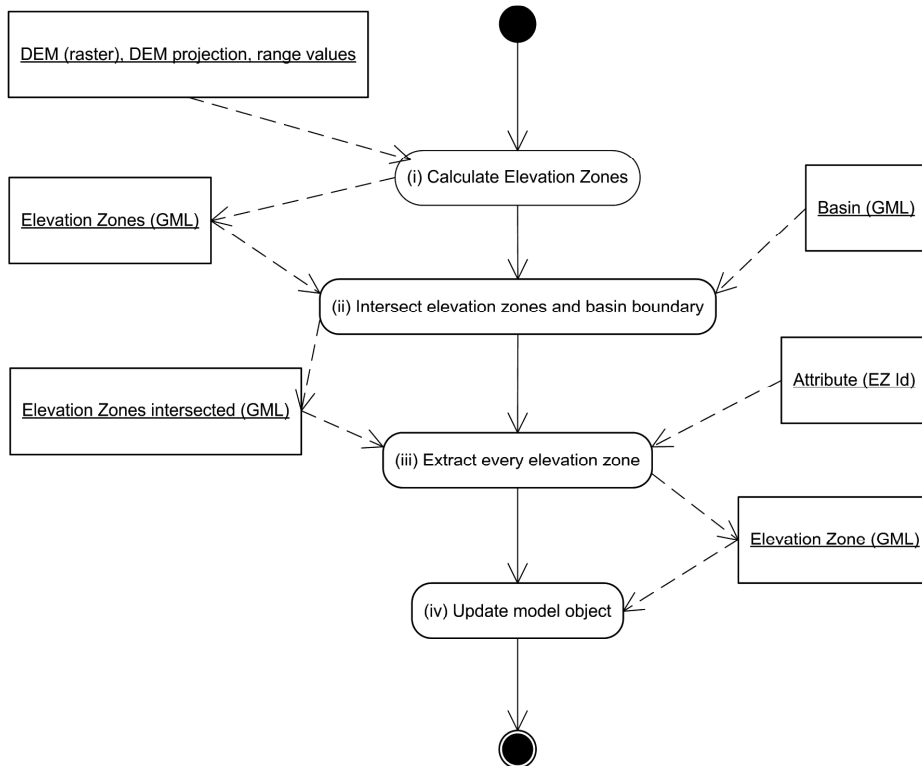 DEM (raster), DEM projection, range values
(i) Calculate Elevation Zones
Elevation Zones (GML)
Basin (GML)
(ii) Intersect elevation zones and basin boundary
Attribute (EZ Id)
Elevation Zones intersected (GML)
(iii) Extract every elevation zone
Elevation Zone (GML)
(iv) Update model object